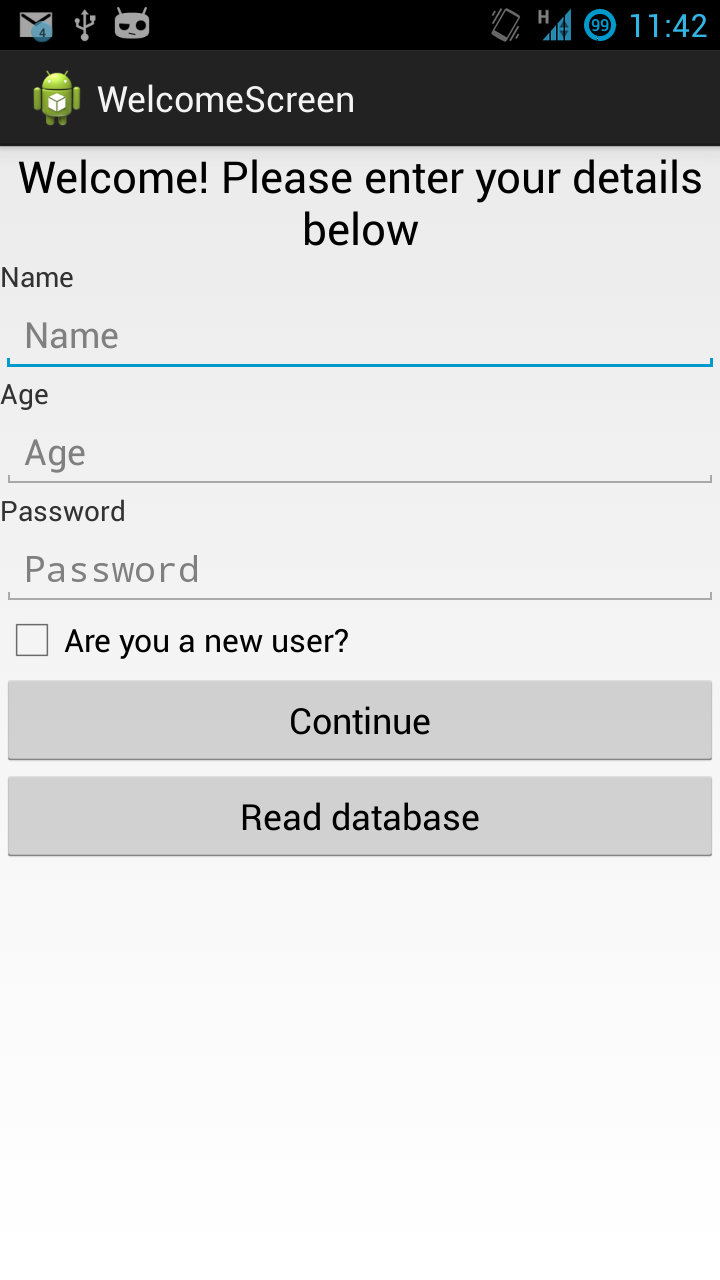 4 H 99 11:42
WelcomeScreen
Welcome! Please enter your details
below
Name
Name
Age
Age
Password
Password
Are you a new user?
Continue
Read database